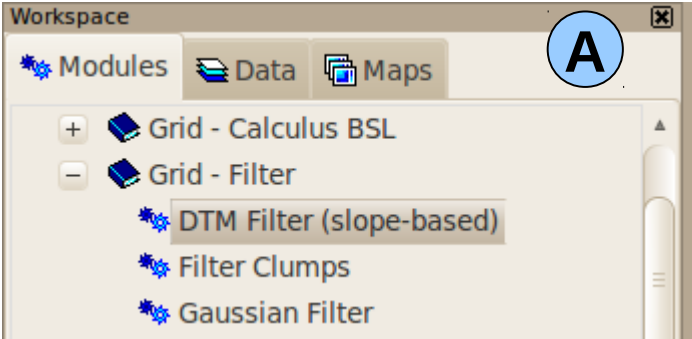 Workspace
A
Modules Data Maps
Grid - Calculus BSL
Grid - Filter
DTM Filter (slope-based)
Filter Clumps
Gaussian Filter